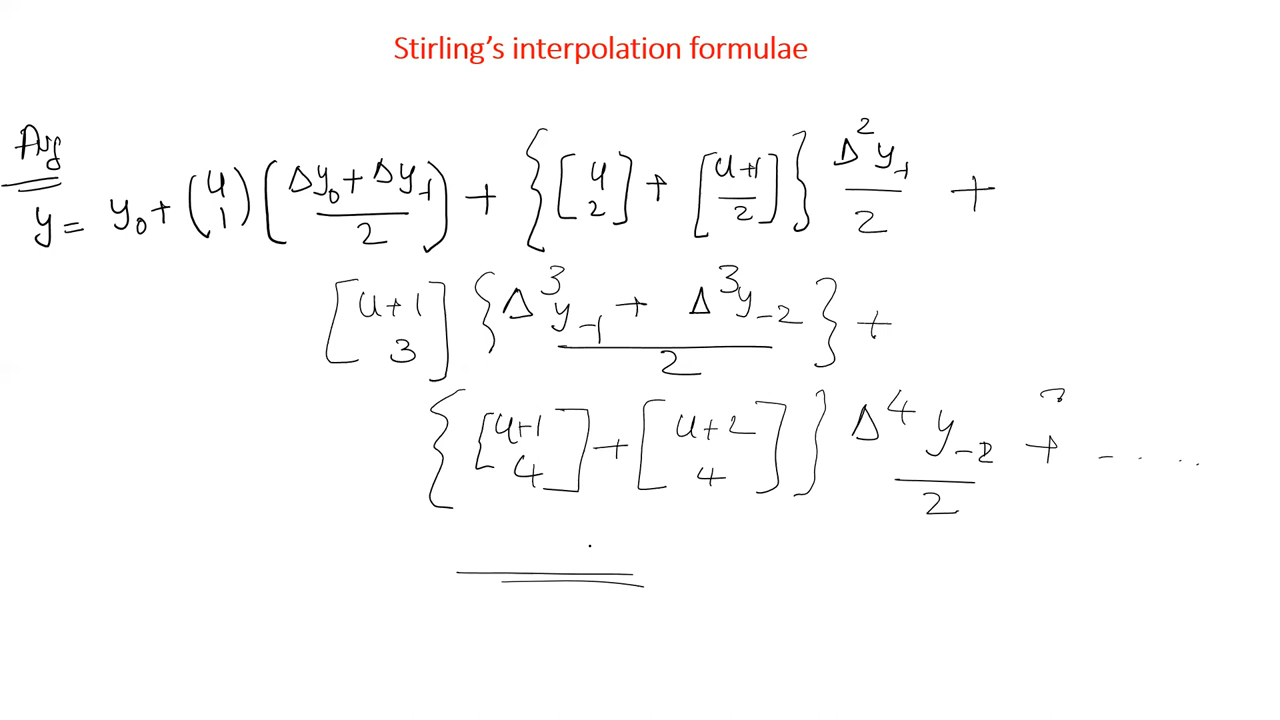 Stirling's interpolation formulae
Avg
y = y₀ + (u 1) ((Δy₀ + Δy₋₁)/2) + {[u 2] + [u+1 2]} Δ²y₋₁/2 +
[u+1 3] {Δ³y₋₁ + Δ³y₋₂}/2 +
{[u+1 4] + [u+2 4]} Δ⁴y₋₂/2 + - ....